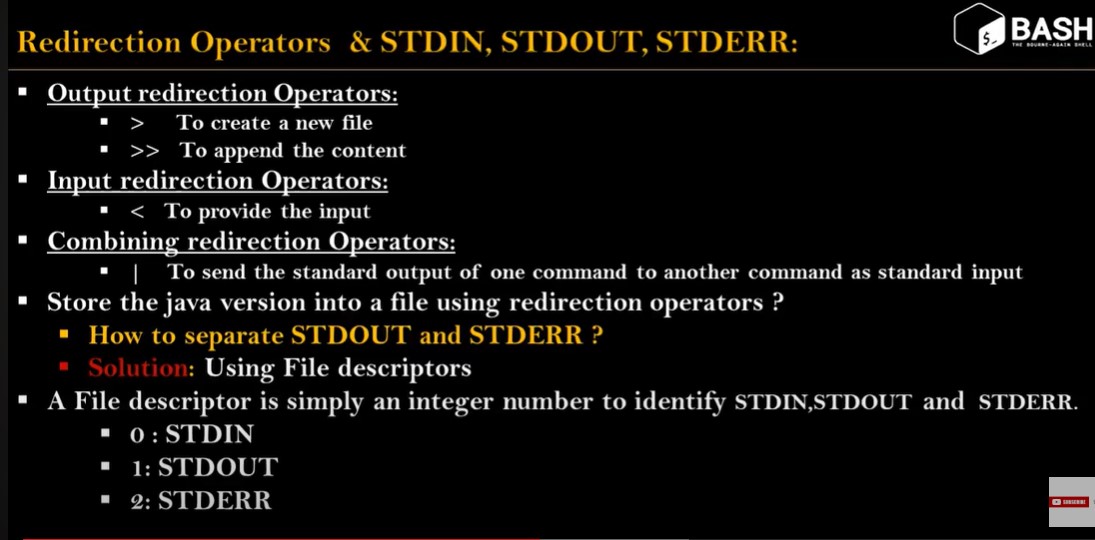 Redirection Operators & STDIN, STDOUT, STDERR:
$_ BASH
THE BOURNE-AGAIN SHELL
▪ Output redirection Operators:
▪ > To create a new file
▪ >> To append the content
▪ Input redirection Operators:
▪ < To provide the input
▪ Combining redirection Operators:
▪ | To send the standard output of one command to another command as standard input
▪ Store the java version into a file using redirection operators ?
▪ How to separate STDOUT and STDERR ?
▪ Solution: Using File descriptors
▪ A File descriptor is simply an integer number to identify STDIN,STDOUT and STDERR.
▪ 0 : STDIN
▪ 1: STDOUT
▪ 2: STDERR
SUBSCRIBE